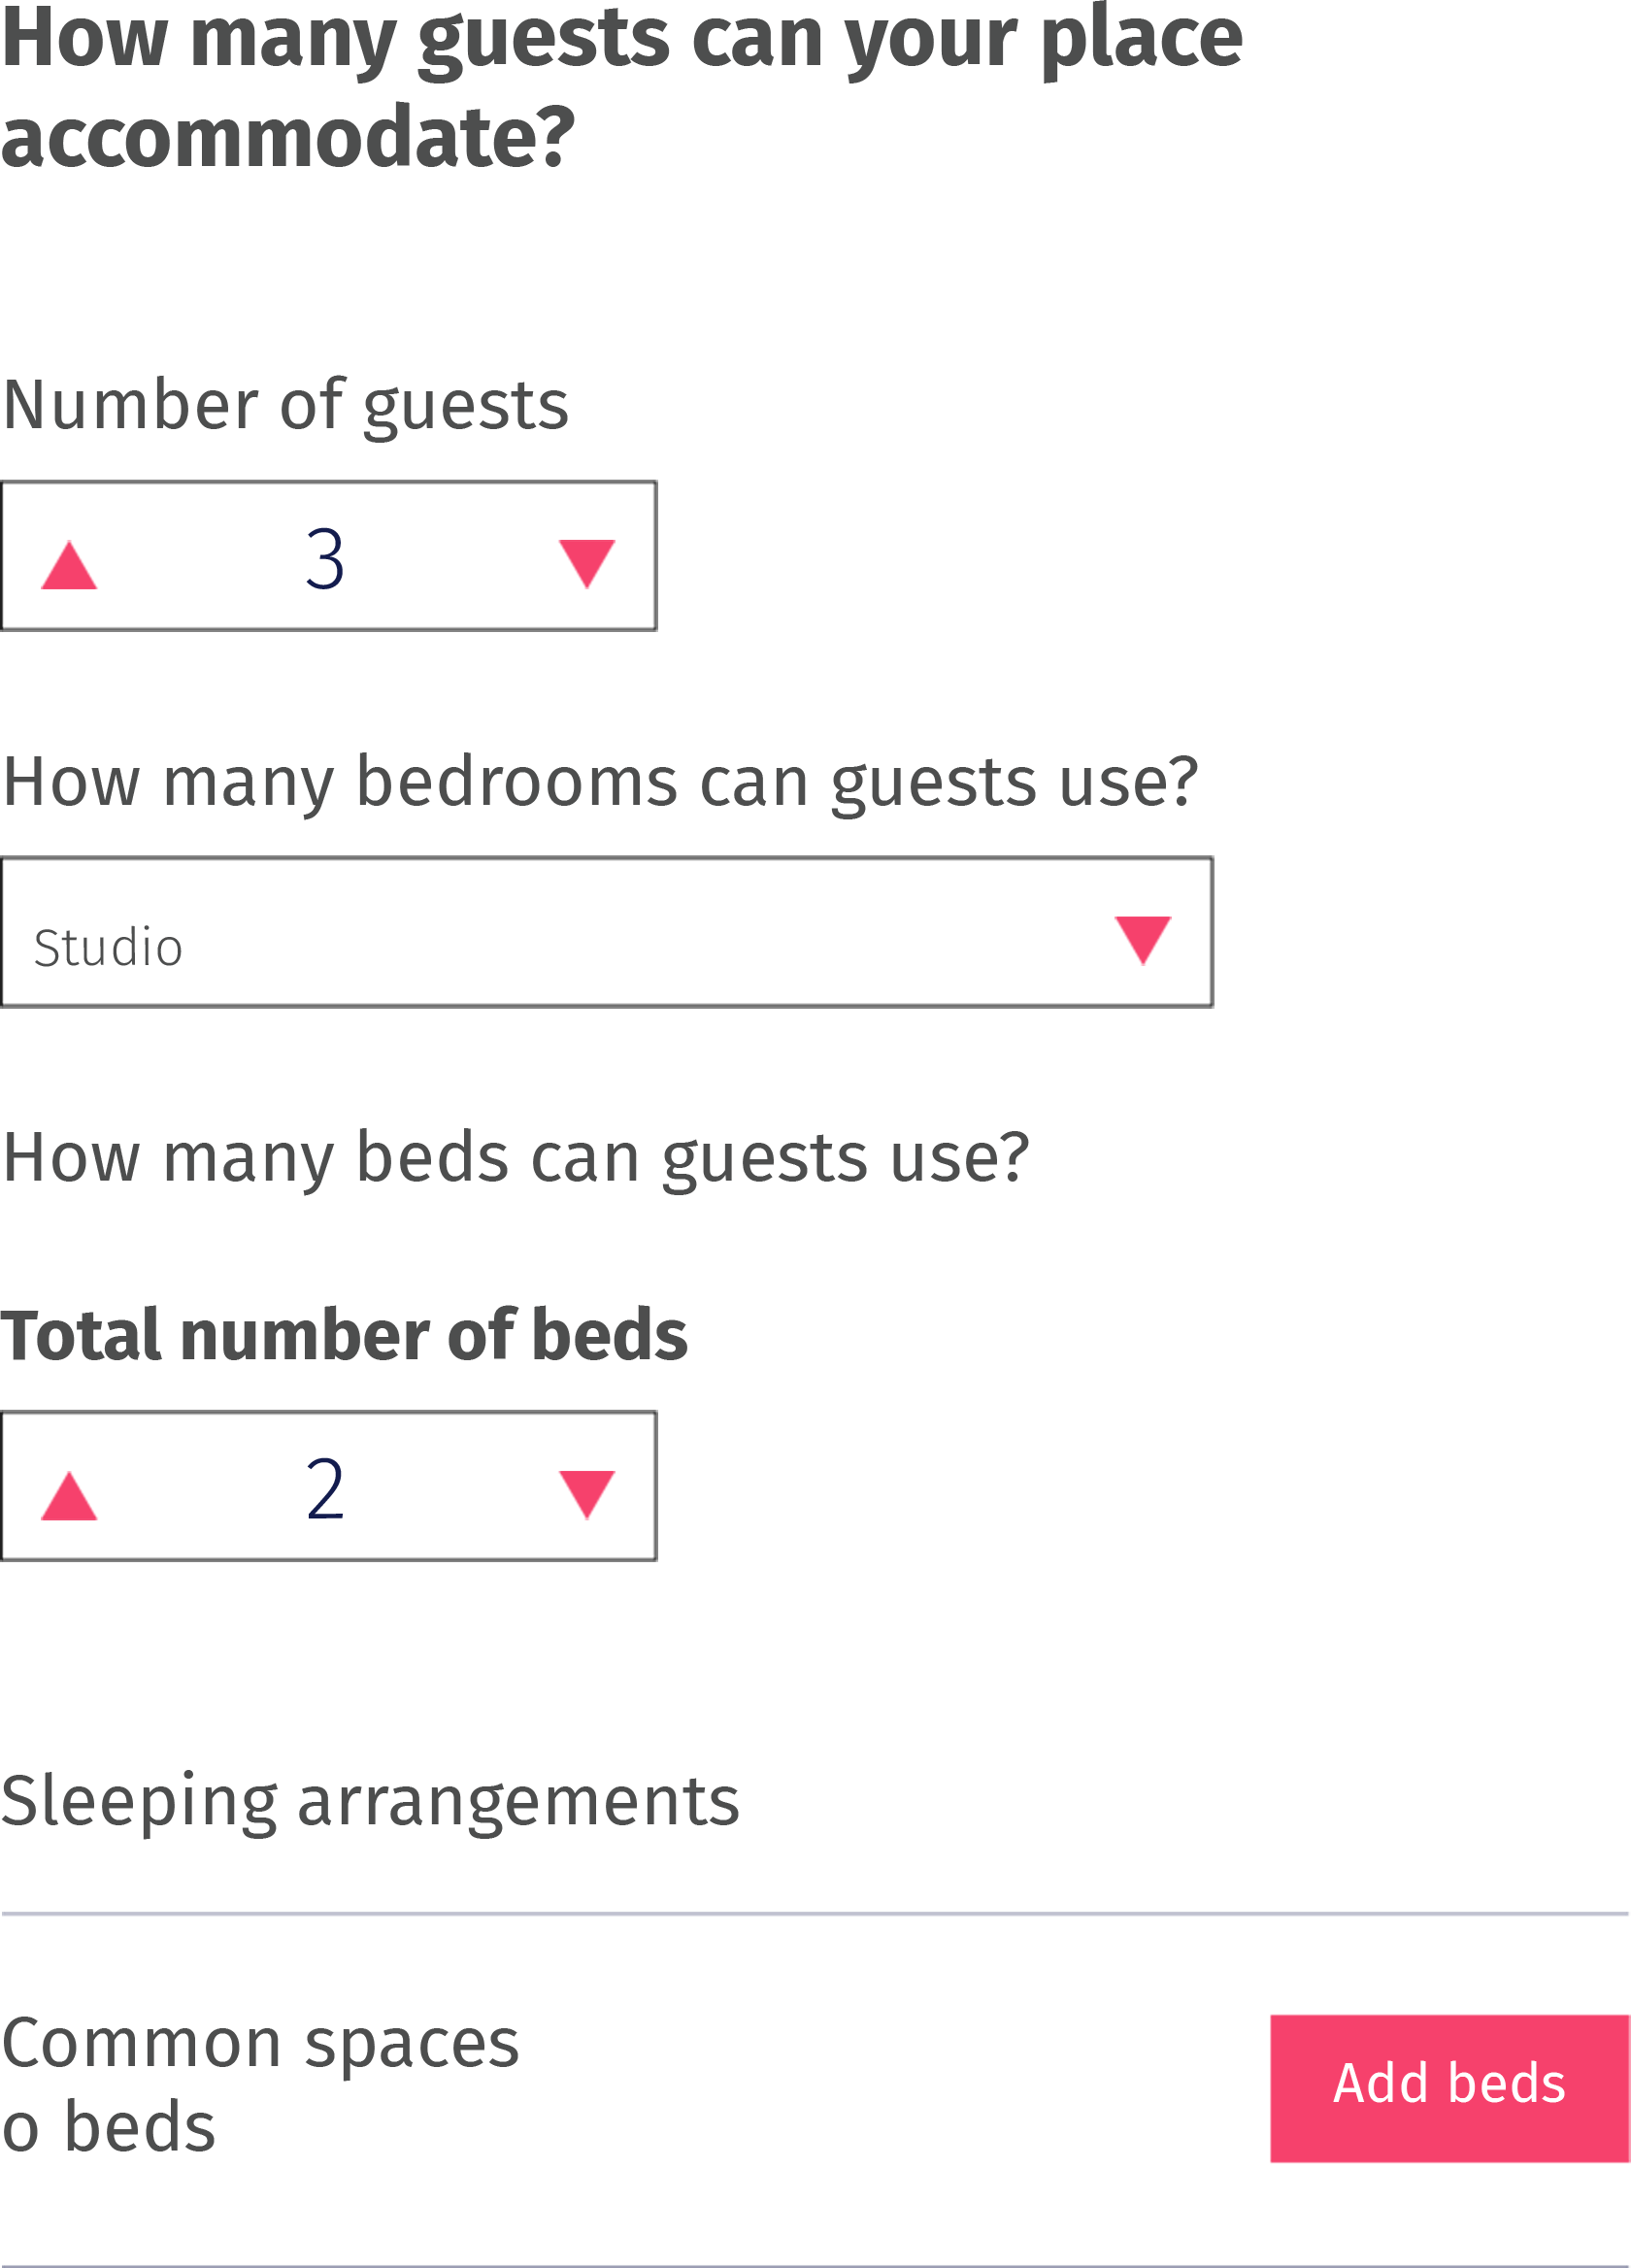 How many guests can your place
accommodate?
Number of guests
3
How many bedrooms can guests use?
Studio
How many beds can guests use?
Total number of beds
2
Sleeping arrangements
Common spaces
o beds
Add beds